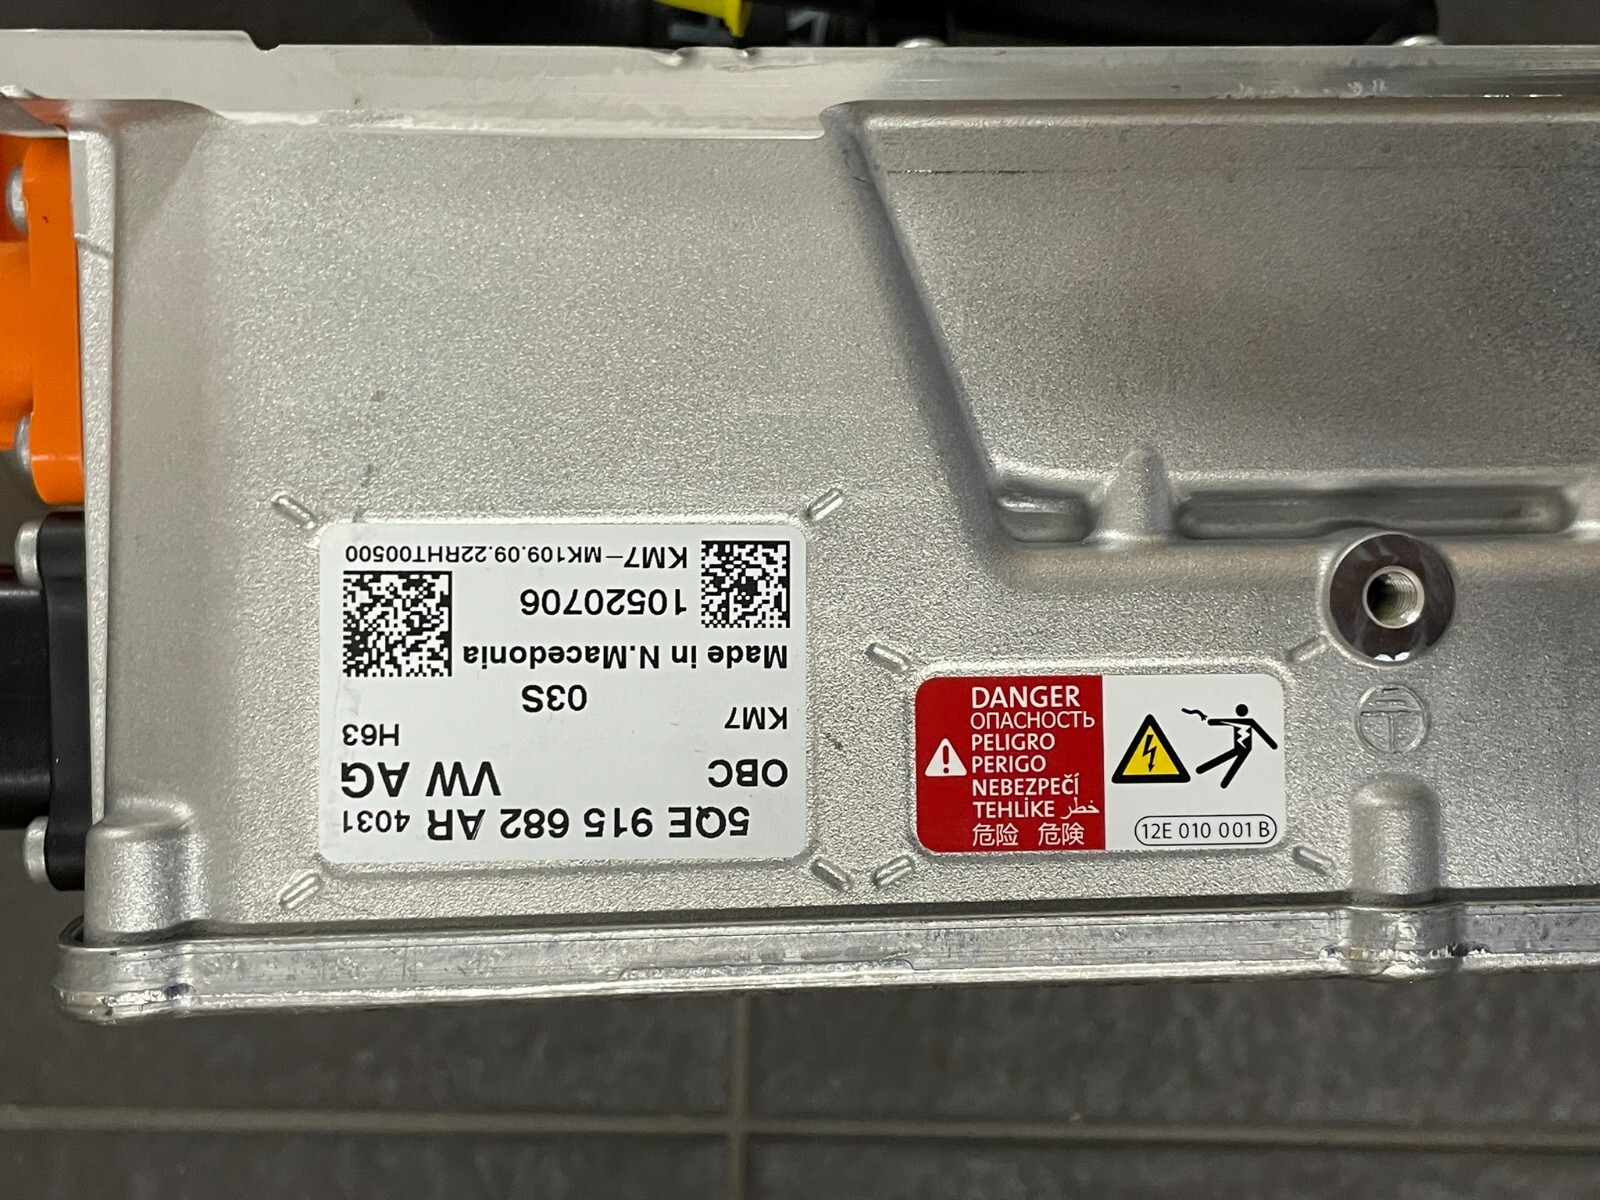 5QE 915 682 AR 4031
OBC VW AG
KM7 H63
03S
Made in N.Macedonia
10520706
KM7-MK109.09.22RHT00500
DANGER
ОПАСНОСТЬ
PELIGRO
PERIGO
NEBEZPEČÍ
TEHLİKE خطر
危险 危険
12E 010 001 B